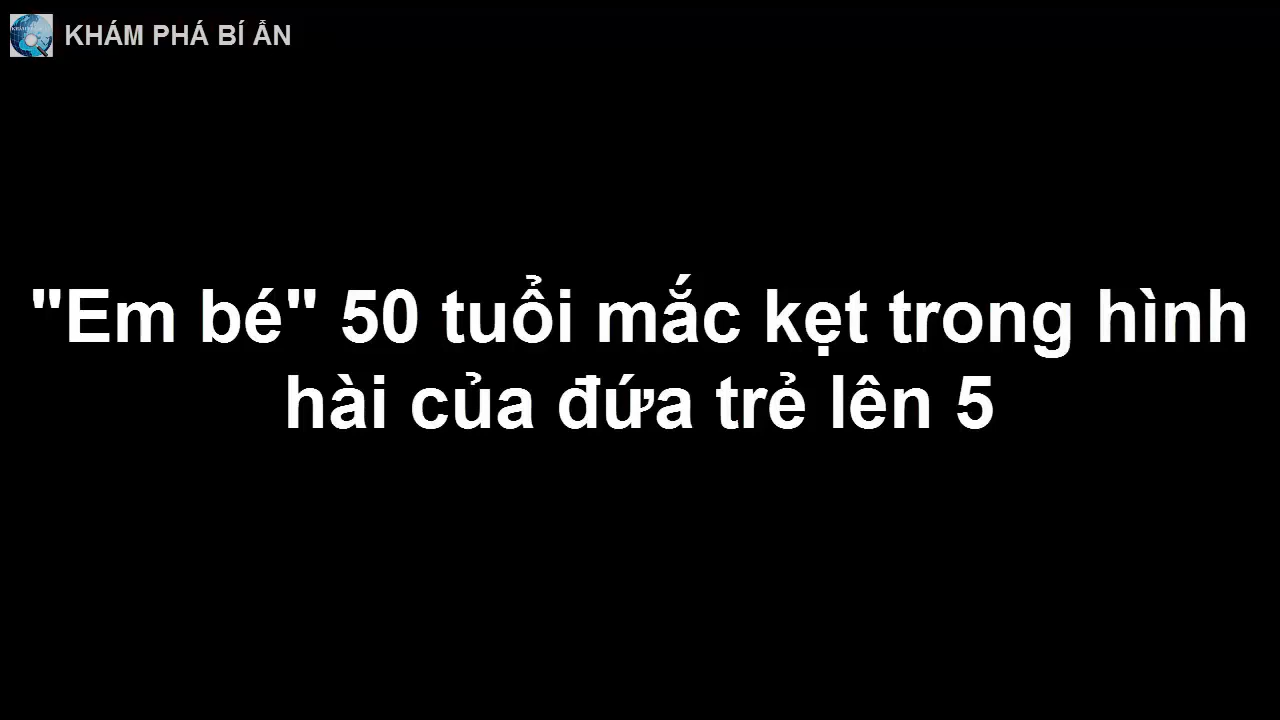 KHÁM PHÁ BÍ ẨN
"Em bé" 50 tuổi mắc kẹt trong hình
hài của đứa trẻ lên 5